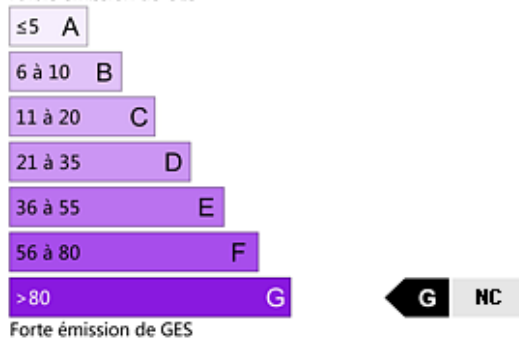 ≤5 A
6 à 10 B
11 à 20 C
21 à 35 D
36 à 55 E
56 à 80 F
>80 G G NC
Forte émission de GES